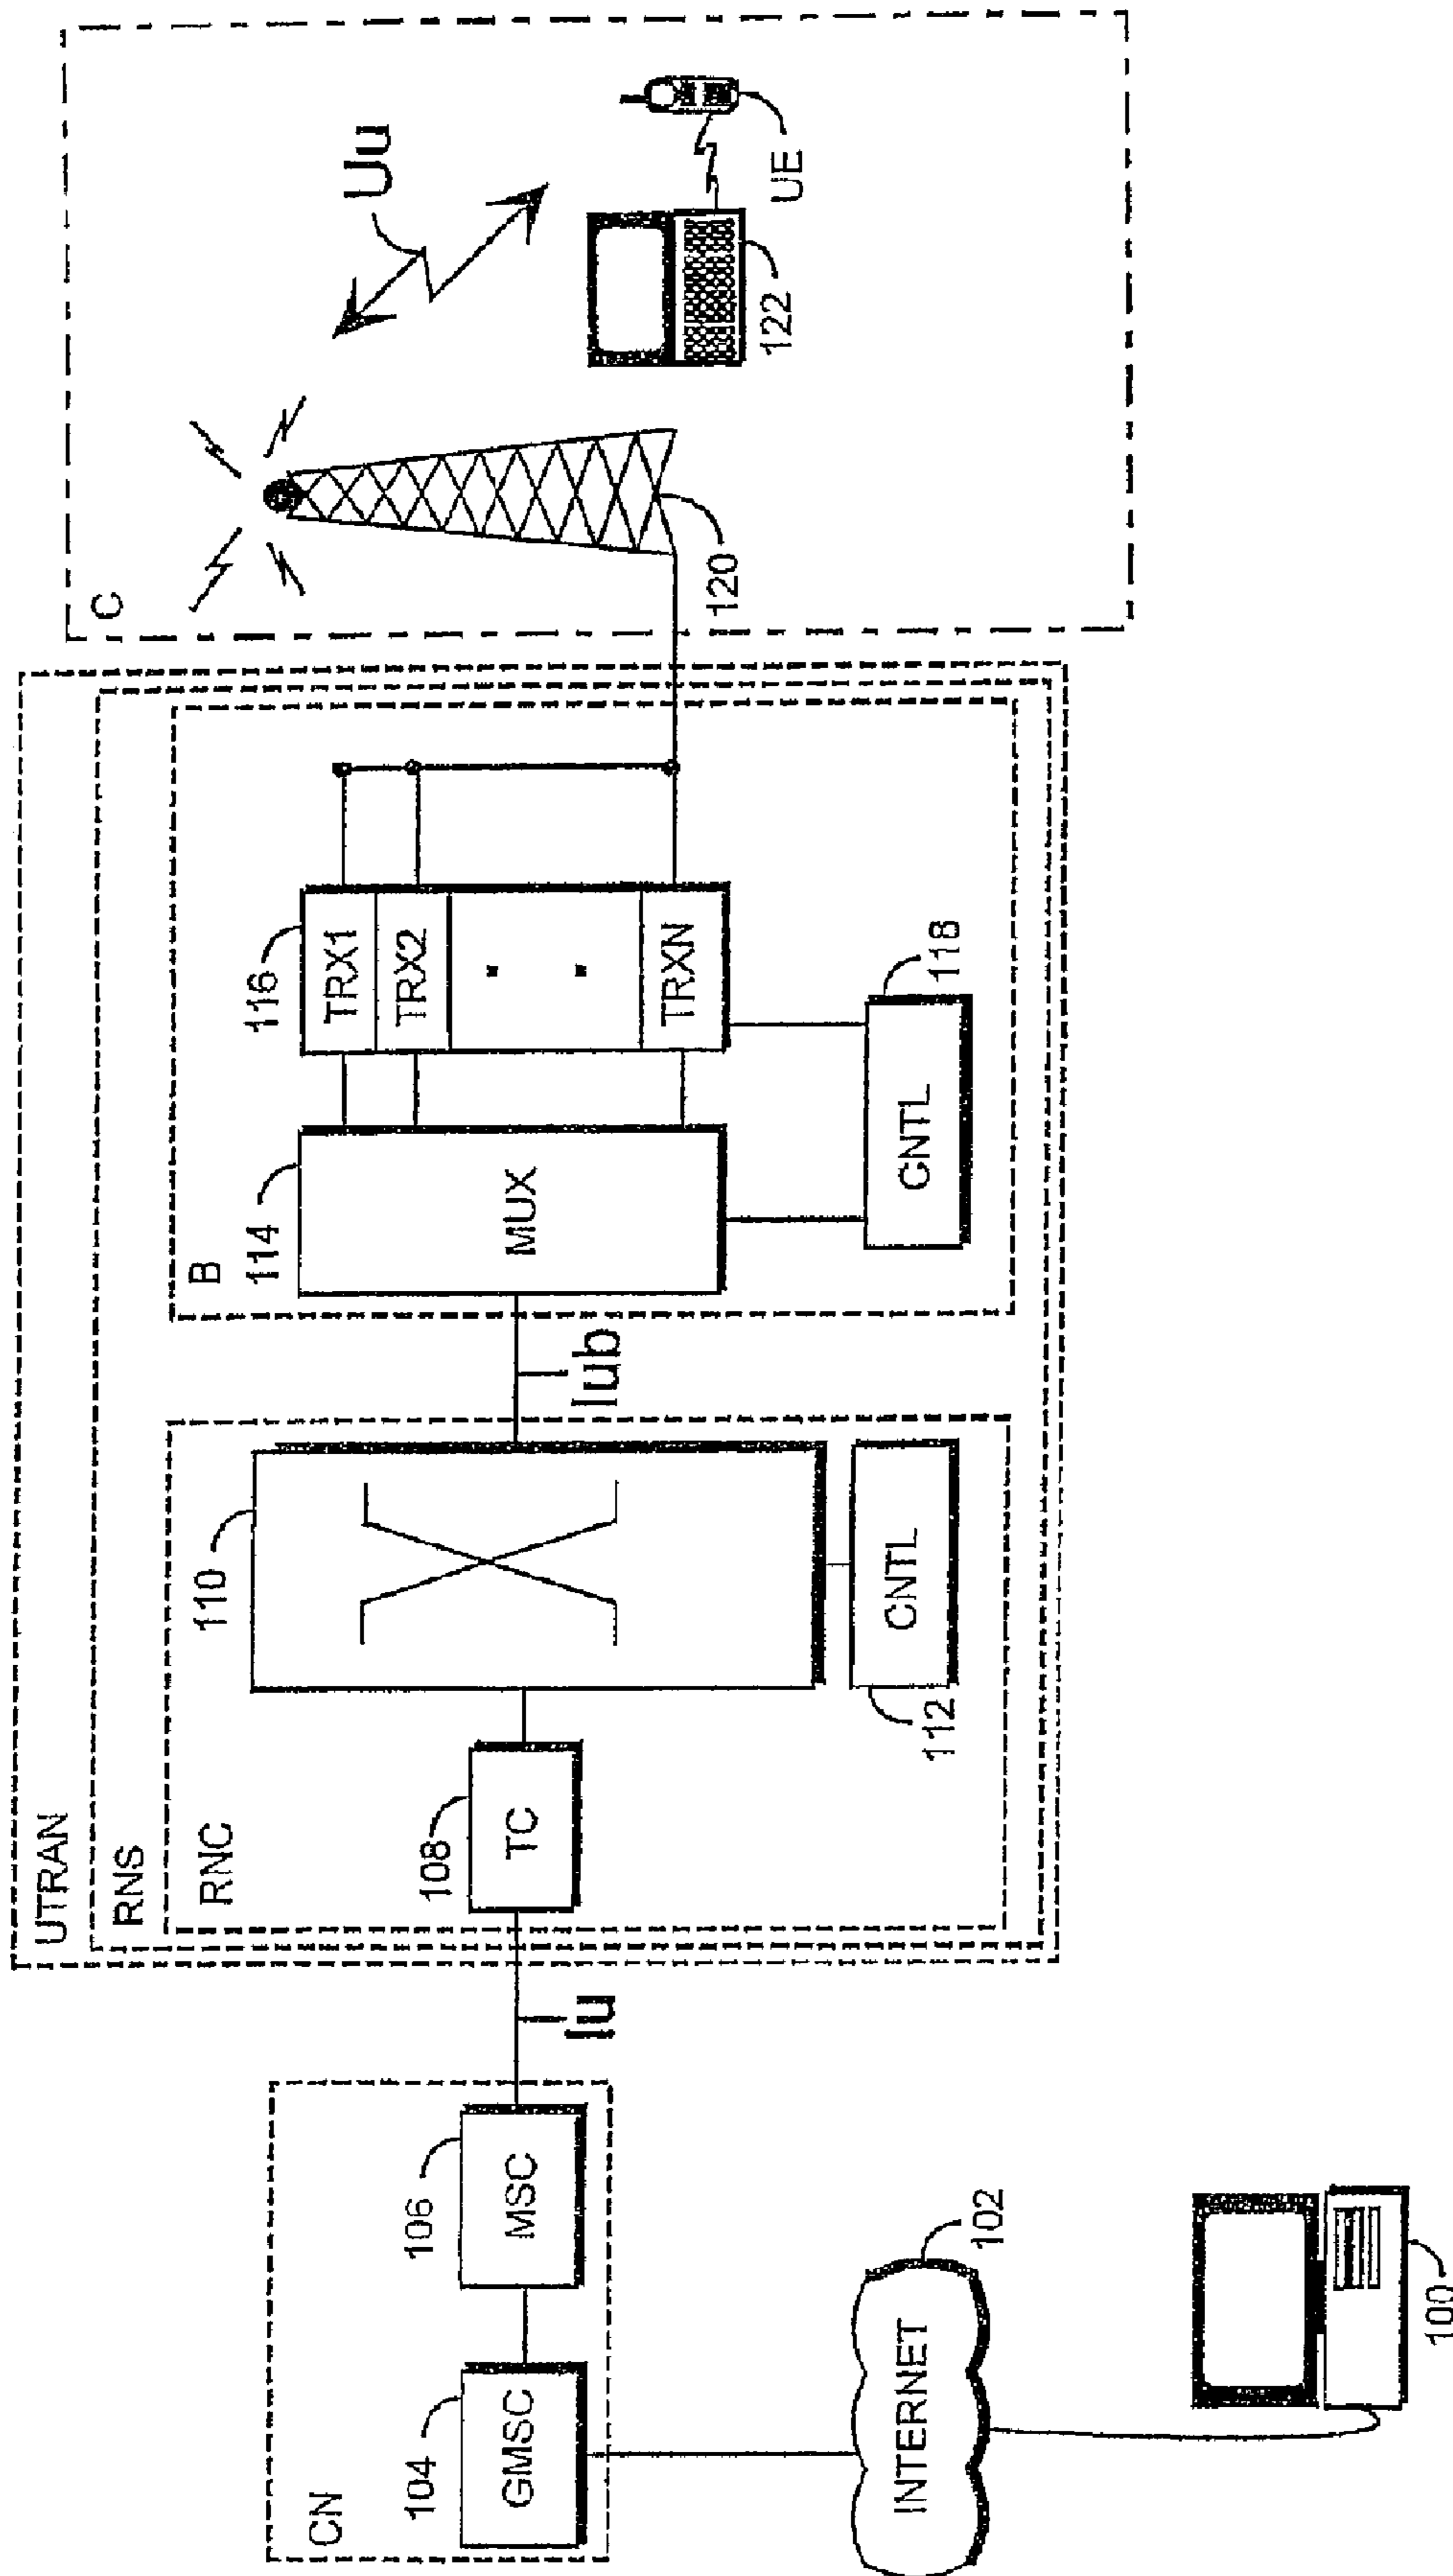 UTRAN
RNS
RNC
B
C
CN
104
GMSC
106
MSC
Iu
108
TC
110
112
CNTL
Iub
114
MUX
116
TRX1
TRX2
TRXN
118
CNTL
120
Uu
122
UE
INTERNET
102
100